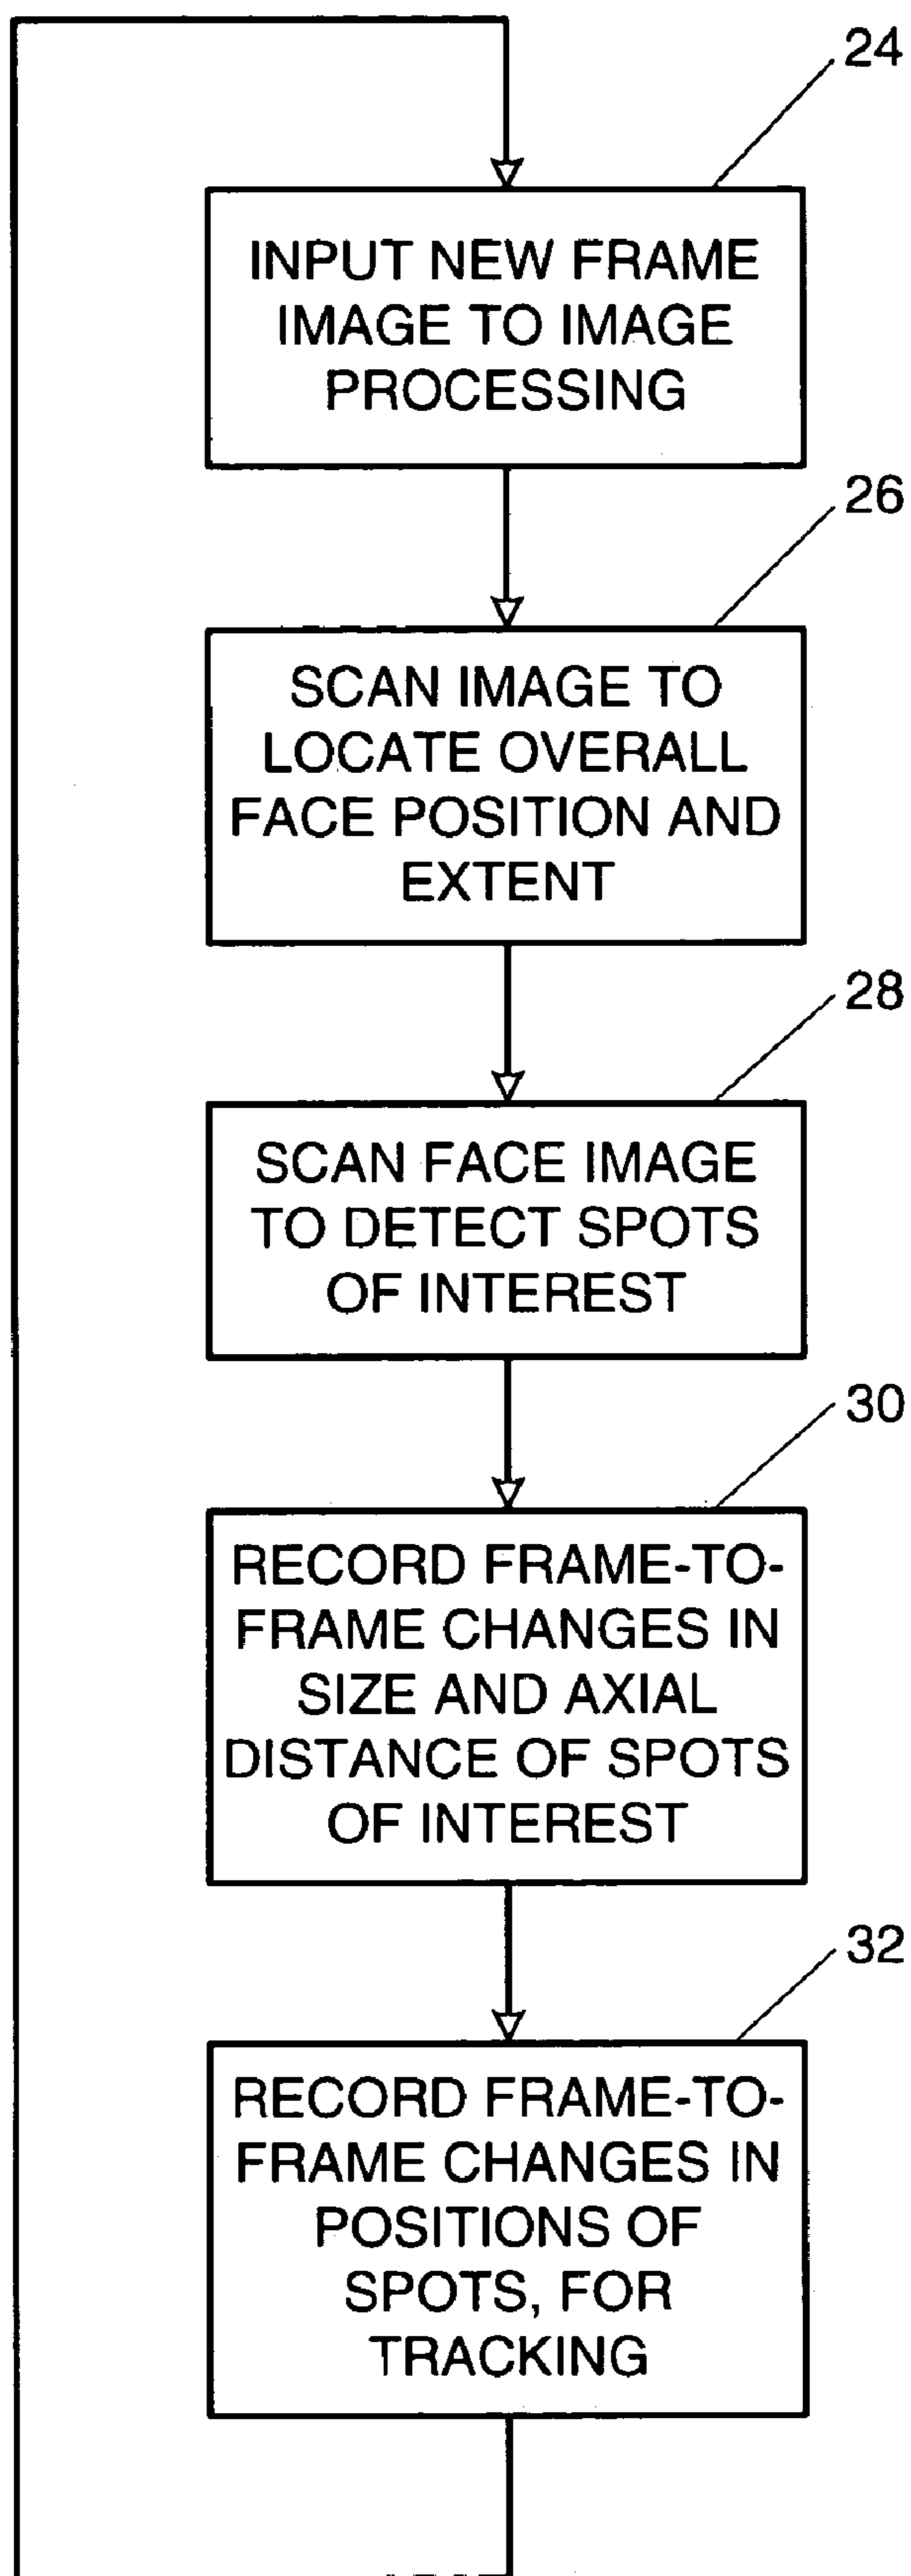 24
INPUT NEW FRAME
IMAGE TO IMAGE
PROCESSING
26
SCAN IMAGE TO
LOCATE OVERALL
FACE POSITION AND
EXTENT
28
SCAN FACE IMAGE
TO DETECT SPOTS
OF INTEREST
30
RECORD FRAME-TO-
FRAME CHANGES IN
SIZE AND AXIAL
DISTANCE OF SPOTS
OF INTEREST
32
RECORD FRAME-TO-
FRAME CHANGES IN
POSITIONS OF
SPOTS, FOR
TRACKING